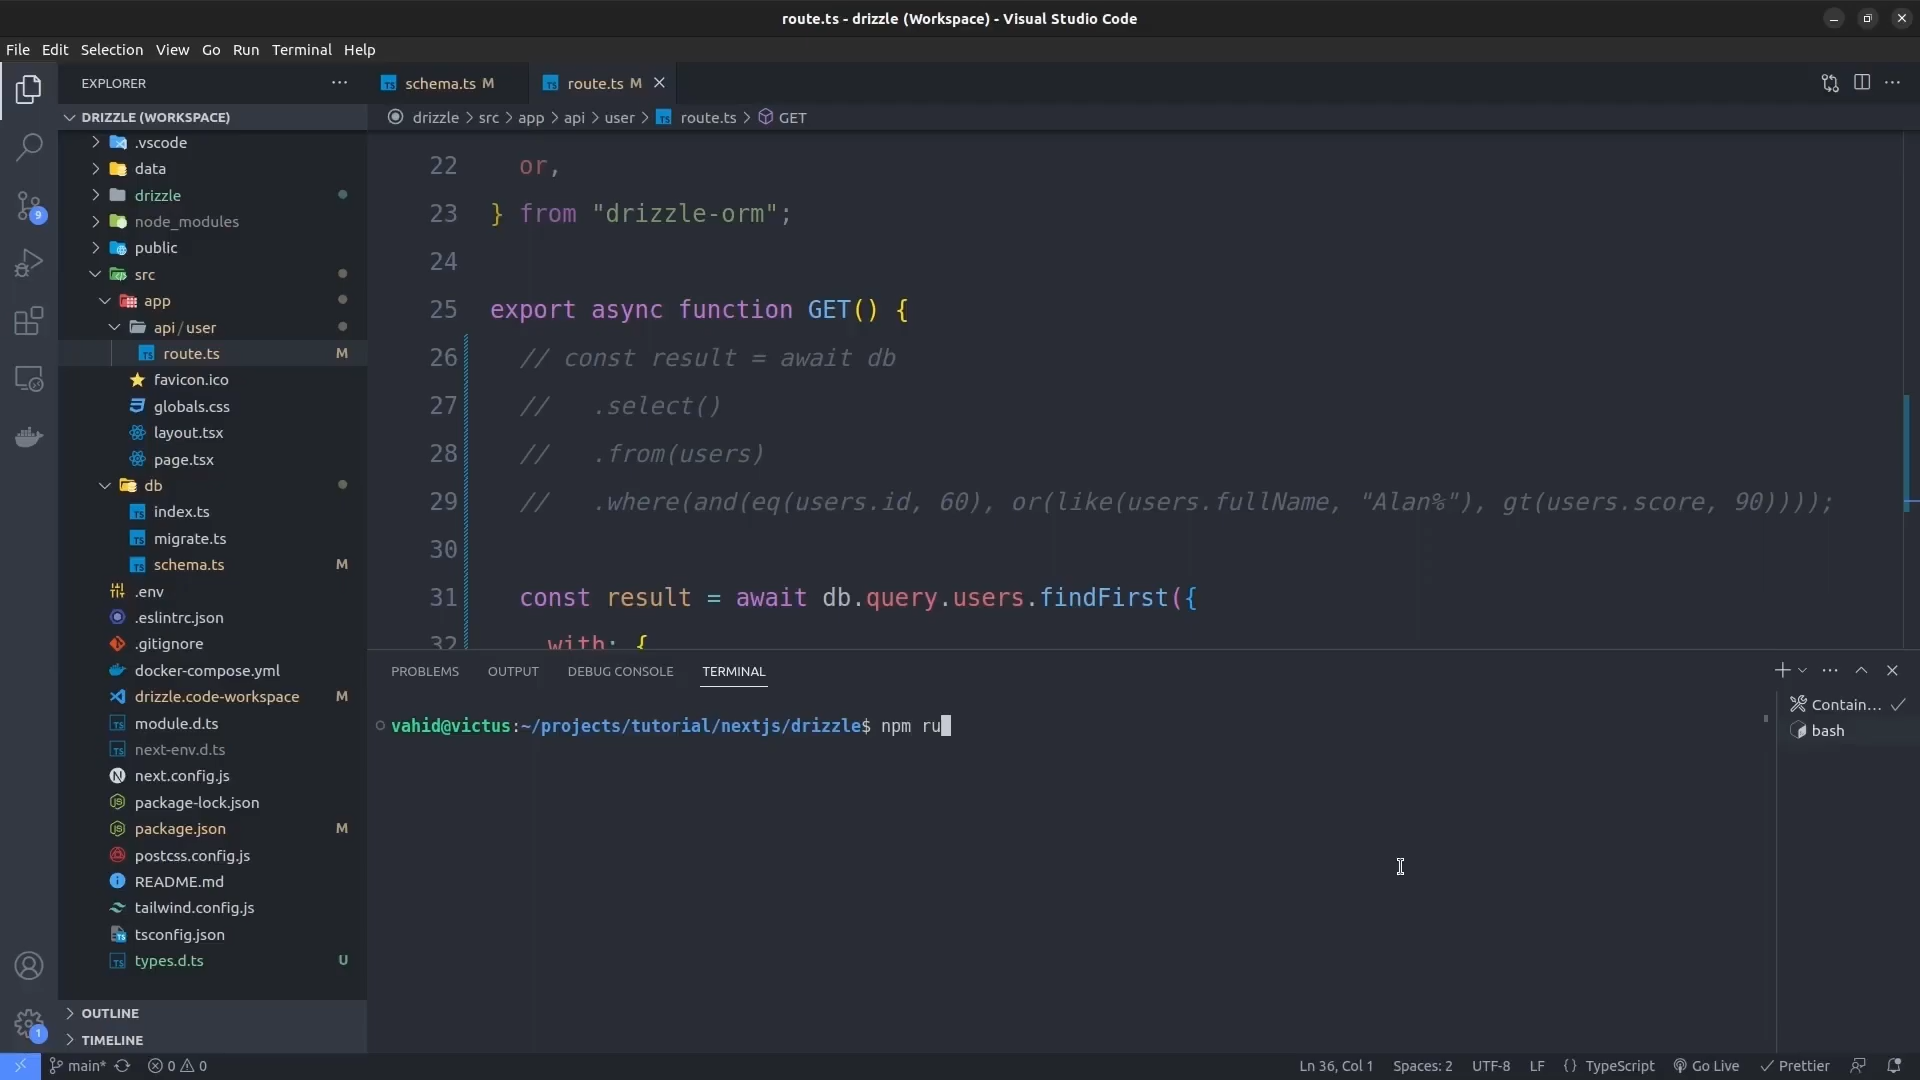 route.ts - drizzle (Workspace) - Visual Studio Code
File Edit Selection View Go Run Terminal Help
EXPLORER
schema.ts M
route.ts M
DRIZZLE (WORKSPACE)
drizzle > src > app > api > user > route.ts > GET
.vscode
data
drizzle
node_modules
public
src
app
api / user
route.ts M
favicon.ico
globals.css
layout.tsx
page.tsx
db
index.ts
migrate.ts
schema.ts M
.env
.eslintrc.json
.gitignore
docker-compose.yml
drizzle.code-workspace M
module.d.ts
next-env.d.ts
next.config.js
package-lock.json
package.json M
postcss.config.js
README.md
tailwind.config.js
tsconfig.json
types.d.ts U
OUTLINE
TIMELINE
9
1
22 or,
23 } from "drizzle-orm";
24
25 export async function GET() {
26 // const result = await db
27 //   .select()
28 //   .from(users)
29 //   .where(and(eq(users.id, 60), or(like(users.fullName, "Alan%"), gt(users.score, 90))));
30
31 const result = await db.query.users.findFirst({
32 with: {
PROBLEMS OUTPUT DEBUG CONSOLE TERMINAL
vahid@victus:~/projects/tutorial/nextjs/drizzle$ npm ru
Contain...
bash
main* 0 0 Ln 36, Col 1 Spaces: 2 UTF-8 LF {} TypeScript Go Live Prettier